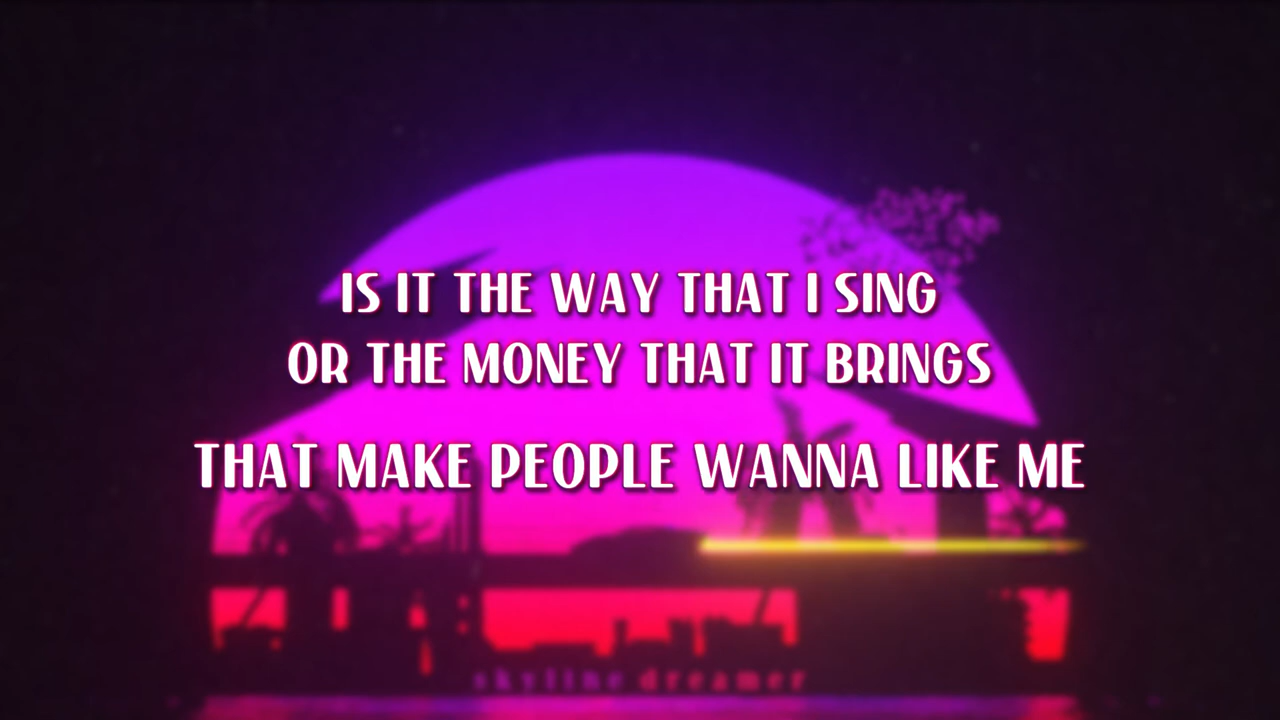 IS IT THE WAY THAT I SING
OR THE MONEY THAT IT BRINGS
THAT MAKE PEOPLE WANNA LIKE ME
skyline dreamer